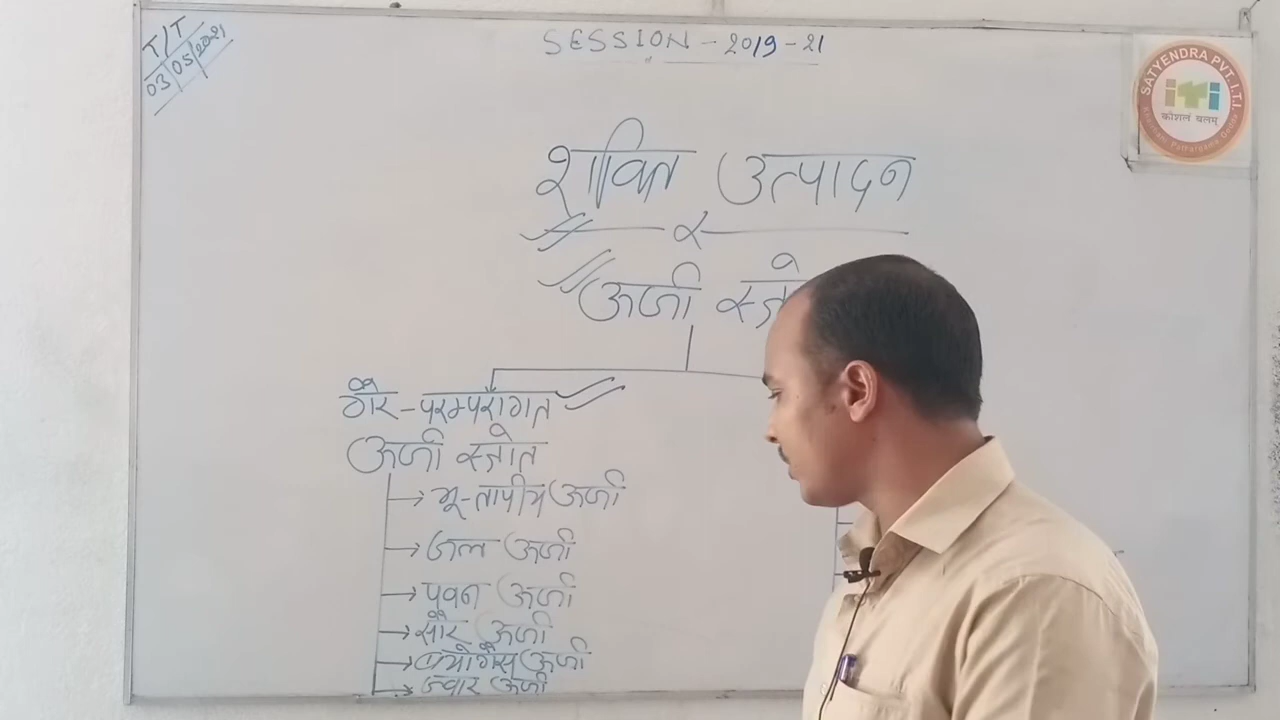 T/T
03/05/2021
SESSION - 2019-21
SATYENDRA PVT. I.T.I.
iTi
कौशलं बलम्
शक्ति उत्पादन
&
ऊर्जा
गैर-परम्परागत
ऊर्जा स्त्रोत
भू-तापीय ऊर्जा
जल ऊर्जा
पवन ऊर्जा
सौर ऊर्जा
बायोगैस ऊर्जा
ज्वार ऊर्जा